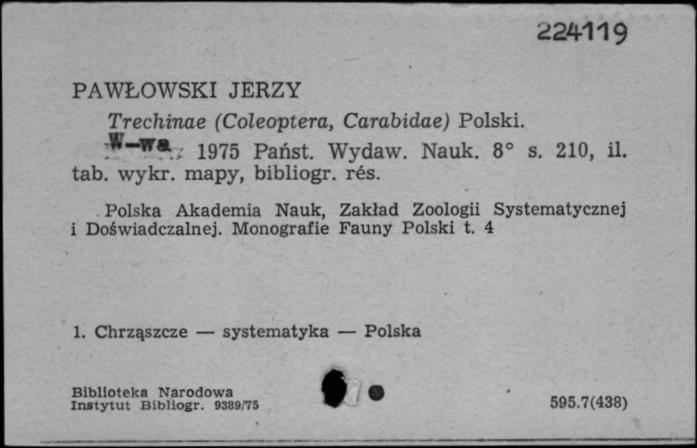 224119
PAWŁOWSKI JERZY
Trechinae (Coleoptera, Carabidae) Polski.
W-wa 1975 Państ. Wydaw. Nauk. 8° s. 210, il.
tab. wykr. mapy, bibliogr. rés.
Polska Akademia Nauk, Zakład Zoologii Systematycznej
i Doświadczalnej. Monografie Fauny Polski t. 4
1. Chrząszcze — systematyka — Polska
Biblioteka Narodowa
Instytut Bibliogr. 9389/75
595.7(438)